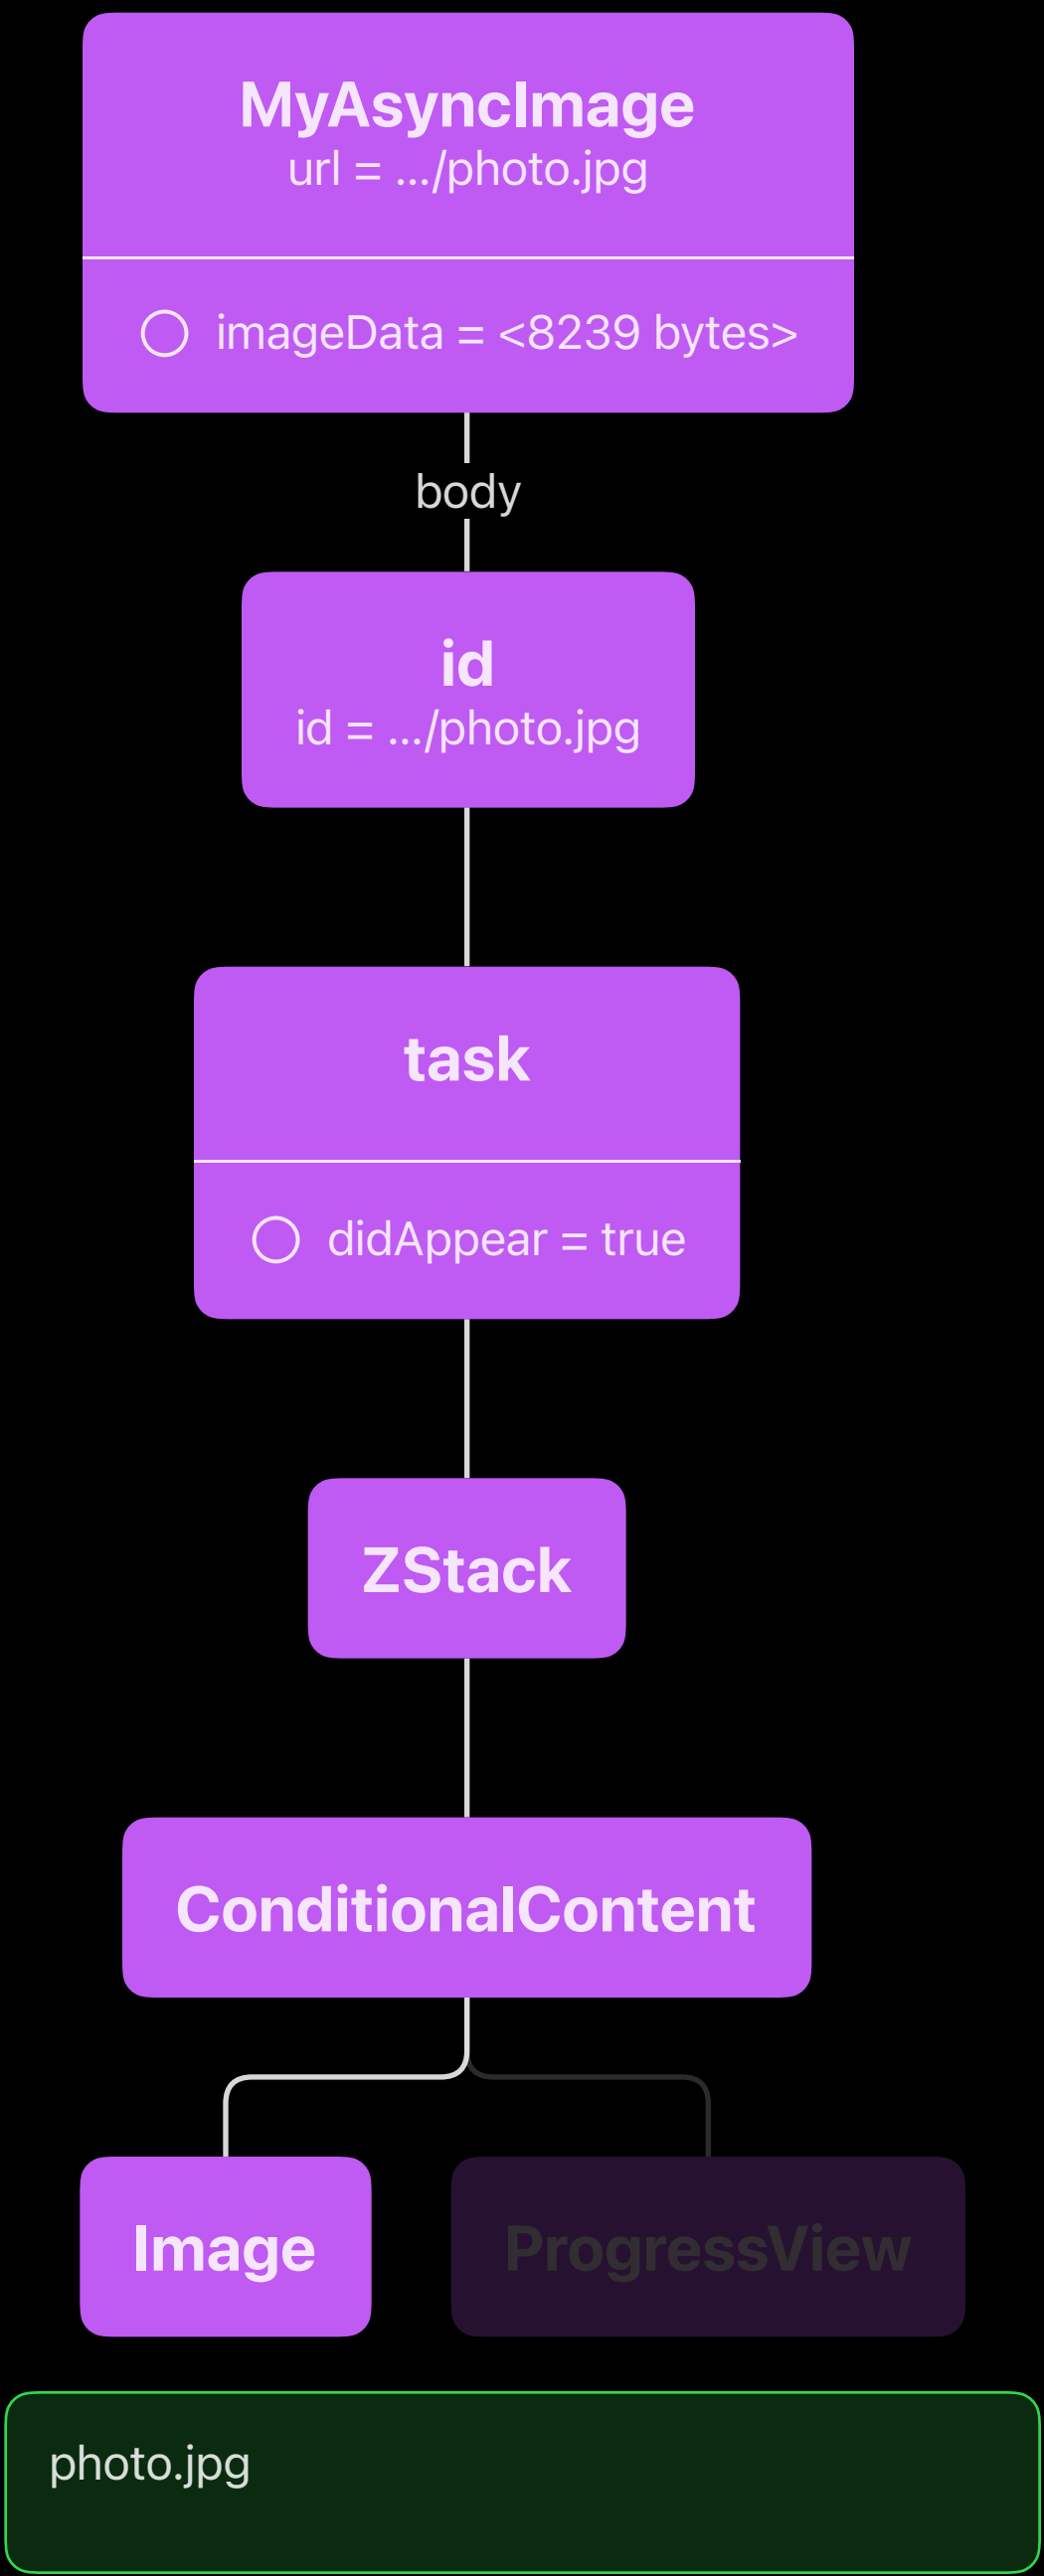 MyAsyncImage
url = .../photo.jpg
imageData = <8239 bytes>
body
id
id = .../photo.jpg
task
didAppear = true
ZStack
ConditionalContent
Image
ProgressView
photo.jpg